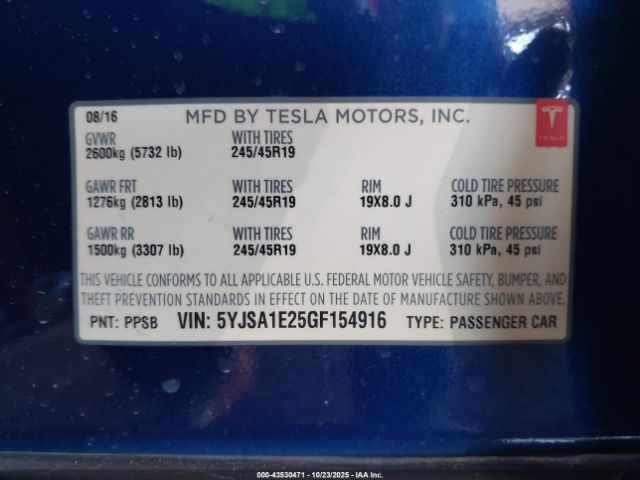 08/16 MFD BY TESLA MOTORS, INC.
GVWR WITH TIRES
2600kg (5732 lb) 245/45R19
GAWR FRT WITH TIRES RIM COLD TIRE PRESSURE
1276kg (2813 lb) 245/45R19 19X8.0 J 310 kPa, 45 psi
GAWR RR WITH TIRES RIM COLD TIRE PRESSURE
1500kg (3307 lb) 245/45R19 19X8.0 J 310 kPa, 45 psi
THIS VEHICLE CONFORMS TO ALL APPLICABLE U.S. FEDERAL MOTOR VEHICLE SAFETY, BUMPER, AND
THEFT PREVENTION STANDARDS IN EFFECT ON THE DATE OF MANUFACTURE SHOWN ABOVE.
PNT: PPSB VIN: 5YJSA1E25GF154916 TYPE: PASSENGER CAR
TESLA
000-43530471 - 10/23/2025 - IAA Inc.